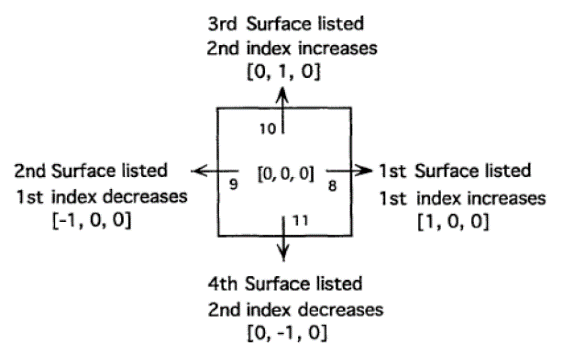 3rd Surface listed
2nd index increases
[0, 1, 0]
10
2nd Surface listed
1st index decreases
[-1, 0, 0]
9
[0, 0, 0]
8
1st Surface listed
1st index increases
[1, 0, 0]
11
4th Surface listed
2nd index decreases
[0, -1, 0]